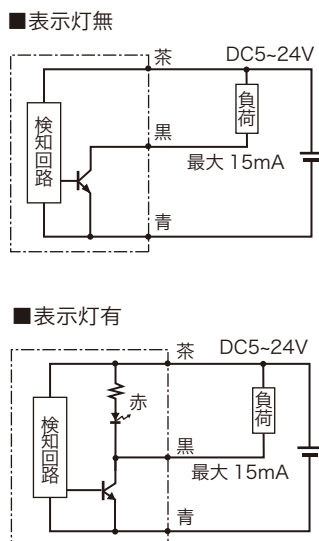 ■表示灯無
茶
DC5~24V
検知回路
負荷
黒
最大 15mA
青
■表示灯有
茶
DC5~24V
赤
検知回路
負荷
黒
最大 15mA
青